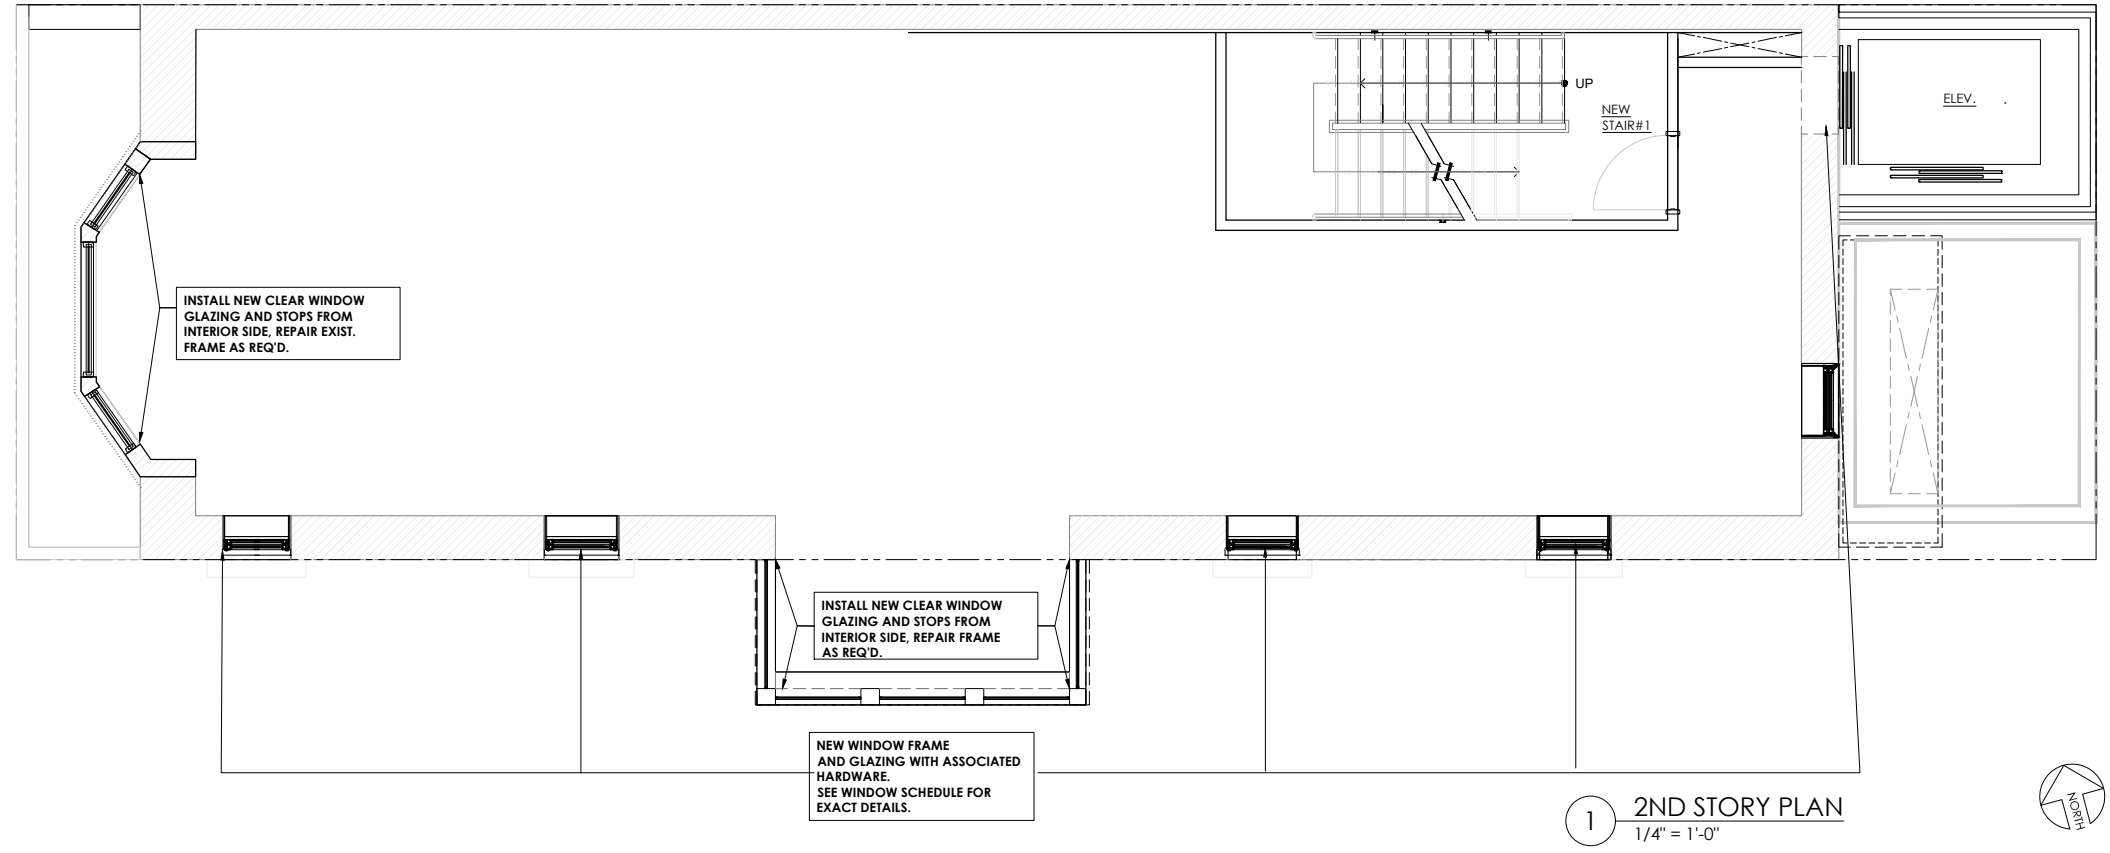 UP
NEW
STAIR#1
ELEV.
INSTALL NEW CLEAR WINDOW
GLAZING AND STOPS FROM
INTERIOR SIDE, REPAIR EXIST.
FRAME AS REQ'D.
INSTALL NEW CLEAR WINDOW
GLAZING AND STOPS FROM
INTERIOR SIDE, REPAIR FRAME
AS REQ'D.
NEW WINDOW FRAME
AND GLAZING WITH ASSOCIATED
HARDWARE.
SEE WINDOW SCHEDULE FOR
EXACT DETAILS.
1
2ND STORY PLAN
1/4" = 1'-0"
NORTH